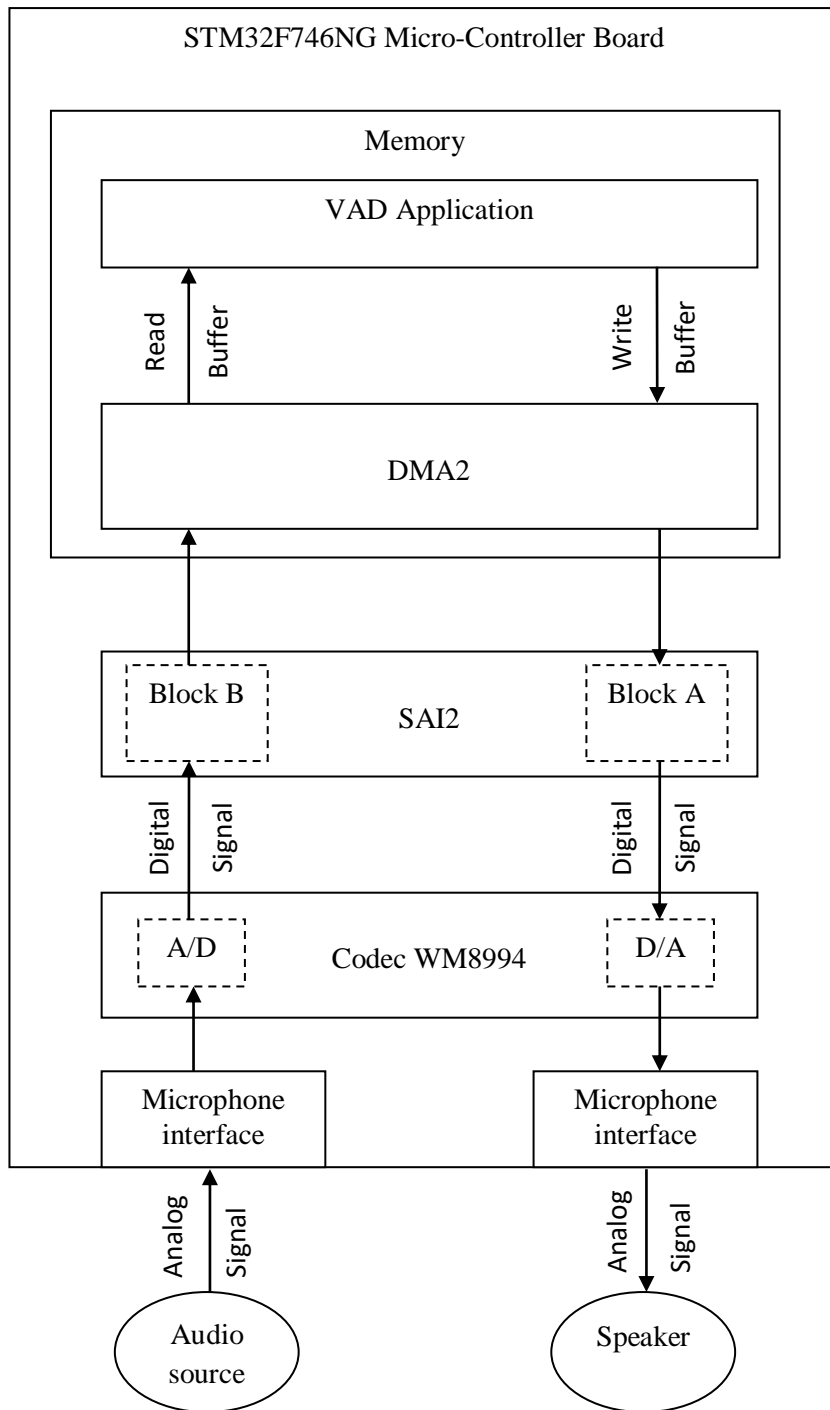 STM32F746NG Micro-Controller Board
Memory
VAD Application
Read
Buffer
Write
Buffer
DMA2
Block B
SAI2
Block A
Digital
Signal
Digital
Signal
A/D
Codec WM8994
D/A
Microphone
interface
Microphone
interface
Analog
Signal
Analog
Signal
Audio
source
Speaker